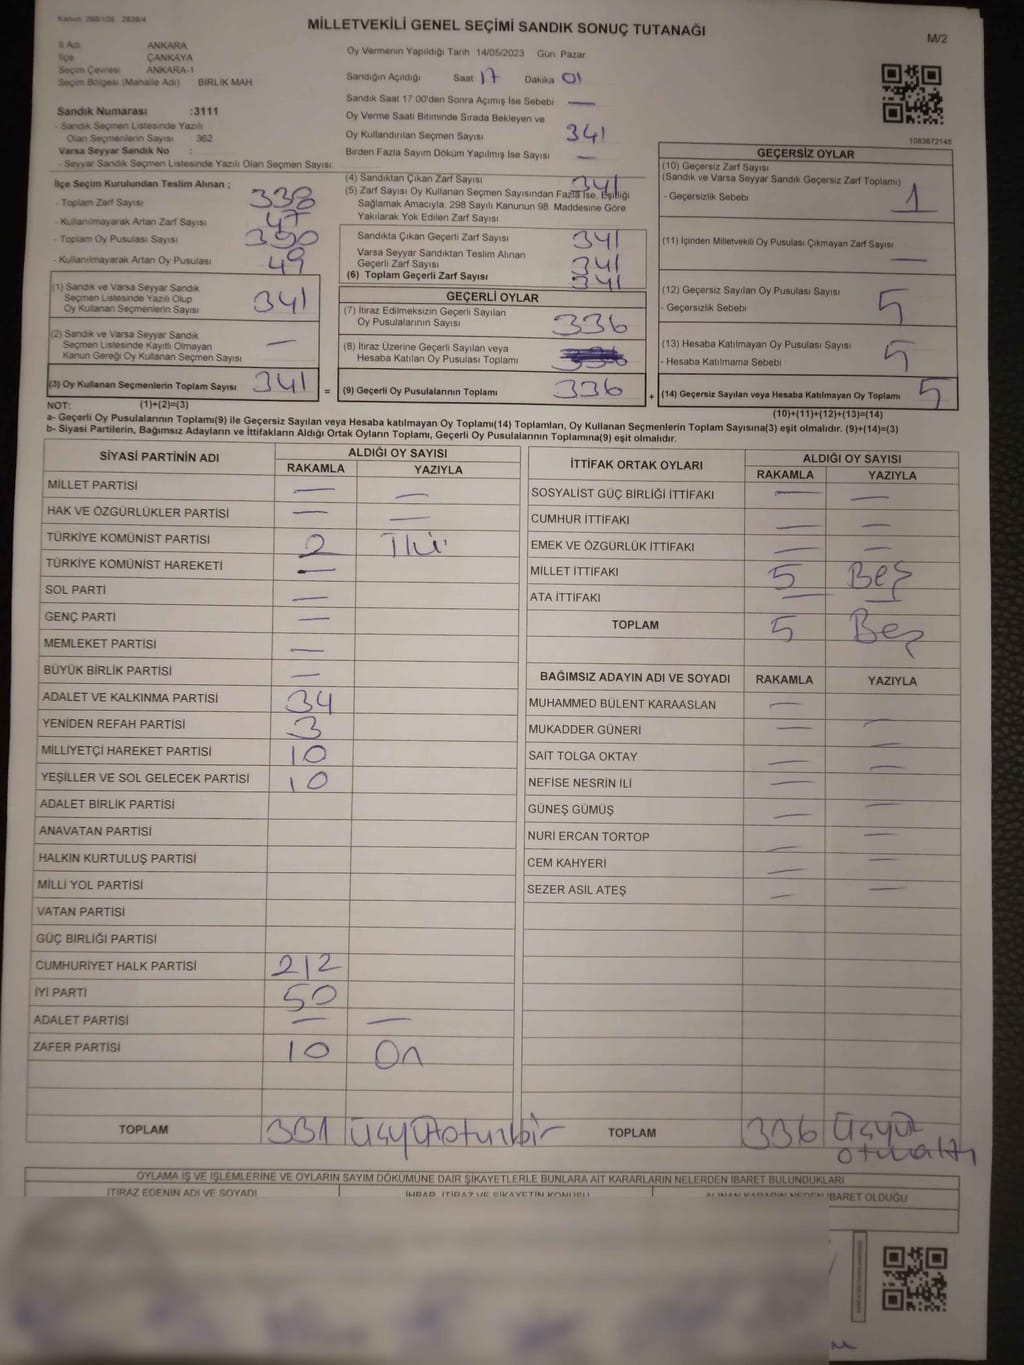 Kanun: 298/105 2839/4
MİLLETVEKİLİ GENEL SEÇİMİ SANDIK SONUÇ TUTANAĞI
M/2
İl Adı ANKARA
İlçe ÇANKAYA
Seçim Çevresi ANKARA-1
Seçim Bölgesi (Mahalle Adı) BİRLİK MAH.
Oy Vermenin Yapıldığı Tarih 14/05/2023 Gün: Pazar
Sandığın Açıldığı Saat 17 Dakika 01
Sandık Saat 17:00'den Sonra Açımış İse Sebebi —
Oy Verme Saati Bitiminde Sırada Bekleyen ve
Oy Kullandırılan Seçmen Sayısı 341
Birden Fazla Sayım Döküm Yapılmış İse Sayısı —
Sandık Numarası :3111
- Sandık Seçmen Listesinde Yazılı
Olan Seçmenlerin Sayısı 362
Varsa Seyyar Sandık No :
- Seyyar Sandık Seçmen Listesinde Yazılı Olan Seçmen Sayısı:
1083672146
İlçe Seçim Kurulundan Teslim Alınan ;
- Toplam Zarf Sayısı 338
- Kullanılmayarak Artan Zarf Sayısı 47
- Toplam Oy Pusulası Sayısı 390
- Kullanılmayarak Artan Oy Pusulası 49
(1) Sandık ve Varsa Seyyar Sandık
Seçmen Listesinde Yazılı Olup
Oy Kullanan Seçmenlerin Sayısı 341
(2) Sandık ve Varsa Seyyar Sandık
Seçmen Listesinde Kayıtlı Olmayan
Kanun Gereği Oy Kullanan Seçmen Sayısı —
(3) Oy Kullanan Seçmenlerin Toplam Sayısı 341 =
(1)+(2)=(3)
(4) Sandıktan Çıkan Zarf Sayısı 341
(5) Zarf Sayısı Oy Kullanan Seçmen Sayısından Fazla İse, Eşitliği
Sağlamak Amacıyla, 298 Sayılı Kanunun 98. Maddesine Göre
Yakılarak Yok Edilen Zarf Sayısı
Sandıkta Çıkan Geçerli Zarf Sayısı 341
Varsa Seyyar Sandıktan Teslim Alınan
Geçerli Zarf Sayısı 341
(6) Toplam Geçerli Zarf Sayısı 341
GEÇERLİ OYLAR
(7) İtiraz Edilmeksizin Geçerli Sayılan
Oy Pusulalarının Sayısı 336
(8) İtiraz Üzerine Geçerli Sayılan veya
Hesaba Katılan Oy Pusulası Toplamı
(9) Geçerli Oy Pusulalarının Toplamı 336 +
GEÇERSİZ OYLAR
(10) Geçersiz Zarf Sayısı
(Sandık ve Varsa Seyyar Sandık Geçersiz Zarf Toplamı)
- Geçersizlik Sebebi 1
(11) İçinden Milletvekili Oy Pusulası Çıkmayan Zarf Sayısı
—
(12) Geçersiz Sayılan Oy Pusulası Sayısı
- Geçersizlik Sebebi 5
(13) Hesaba Katılmayan Oy Pusulası Sayısı
- Hesaba Katılmama Sebebi 5
(14) Geçersiz Sayılan veya Hesaba Katılmayan Oy Toplamı 5
(10)+(11)+(12)+(13)=(14)
NOT:
a- Geçerli Oy Pusulalarının Toplamı(9) ile Geçersiz Sayılan veya Hesaba katılmayan Oy Toplamı(14) Toplamları, Oy Kullanan Seçmenlerin Toplam Sayısına(3) eşit olmalıdır. (9)+(14)=(3)
b- Siyasi Partilerin, Bağımsız Adayların ve İttifakların Aldığı Ortak Oyların Toplamı, Geçerli Oy Pusulalarının Toplamına(9) eşit olmalıdır.
SİYASİ PARTİNİN ADI ALDIĞI OY SAYISI
RAKAMLA YAZIYLA
MİLLET PARTİSİ — —
HAK VE ÖZGÜRLÜKLER PARTİSİ — —
TÜRKİYE KOMÜNİST PARTİSİ 2 İki
TÜRKİYE KOMÜNİST HAREKETİ —
SOL PARTİ —
GENÇ PARTİ —
MEMLEKET PARTİSİ —
BÜYÜK BİRLİK PARTİSİ —
ADALET VE KALKINMA PARTİSİ 34
YENİDEN REFAH PARTİSİ 3
MİLLİYETÇİ HAREKET PARTİSİ 10
YEŞİLLER VE SOL GELECEK PARTİSİ 10
ADALET BİRLİK PARTİSİ
ANAVATAN PARTİSİ
HALKIN KURTULUŞ PARTİSİ
MİLLİ YOL PARTİSİ
VATAN PARTİSİ
GÜÇ BİRLİĞİ PARTİSİ
CUMHURİYET HALK PARTİSİ 212
İYİ PARTİ 50
ADALET PARTİSİ — —
ZAFER PARTİSİ 10 On
TOPLAM 331 üçyüzotuzbir
İTTİFAK ORTAK OYLARI ALDIĞI OY SAYISI
RAKAMLA YAZIYLA
SOSYALİST GÜÇ BİRLİĞİ İTTİFAKI — —
CUMHUR İTTİFAKI — —
EMEK VE ÖZGÜRLÜK İTTİFAKI — —
MİLLET İTTİFAKI 5 Beş
ATA İTTİFAKI — —
TOPLAM 5 Beş
BAĞIMSIZ ADAYIN ADI VE SOYADI RAKAMLA YAZIYLA
MUHAMMED BÜLENT KARAASLAN —
MUKADDER GÜNERİ — —
SAİT TOLGA OKTAY — —
NEFİSE NESRİN İLİ —
GÜNEŞ GÜMÜŞ — —
NURİ ERCAN TORTOP — —
CEM KAHYERİ — —
SEZER ASİL ATEŞ — —
TOPLAM 336 üçyüz
otuzaltı
OYLAMA İŞ VE İŞLEMLERİNE VE OYLARIN SAYIM DÖKÜMÜNE DAİR ŞİKAYETLERLE BUNLARA AİT KARARLARIN NELERDEN İBARET BULUNDUKLARI
İTİRAZ EDENİN ADI VE SOYADI İHBAR, İTİRAZ VE ŞİKAYETİN KONUSU ALINAN KARARIN NEDEN İBARET OLDUĞU